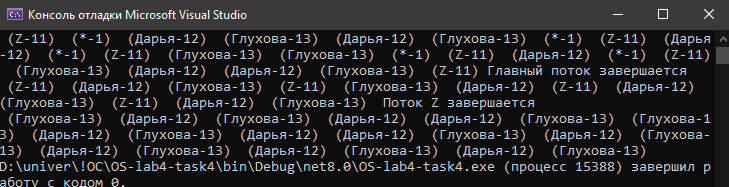 Консоль отладки Microsoft Visual Studio
(Z-11)  (*-1)  (Дарья-12)  (Глухова-13)  (Дарья-12)  (Глухова-13)  (*-1)  (Z-11)  (Дарья
-12)  (*-1)  (Z-11)  (Глухова-13)  (Дарья-12)  (Глухова-13)  (*-1)  (Z-11)  (Дарья-12)  (*-1)  (Z-11)
(Глухова-13)  (Дарья-12)  (Дарья-12)  (Глухова-13)  (Z-11) Главный поток завершается
(Z-11)  (Дарья-12)  (Глухова-13)  (Z-11)  (Глухова-13)  (Дарья-12)  (Z-11)  (Дарья-12)
(Глухова-13)  (Z-11)  (Дарья-12)  (Глухова-13)  Поток Z завершается
(Глухова-13)  (Дарья-12)  (Глухова-13)  (Дарья-12)  (Дарья-12)  (Глухова-13)  (Глухова-1
3)  (Дарья-12)  (Глухова-13)  (Дарья-12)  (Глухова-13)  (Дарья-12)  (Дарья-12)  (Глухова-
13)  (Дарья-12)  (Глухова-13)  (Дарья-12)  (Глухова-13)  (Дарья-12)  (Глухова-13)
D:\univer\!ОС\OS-lab4-task4\bin\Debug\net8.0\OS-lab4-task4.exe (процесс 15388) завершил р
аботу с кодом 0.